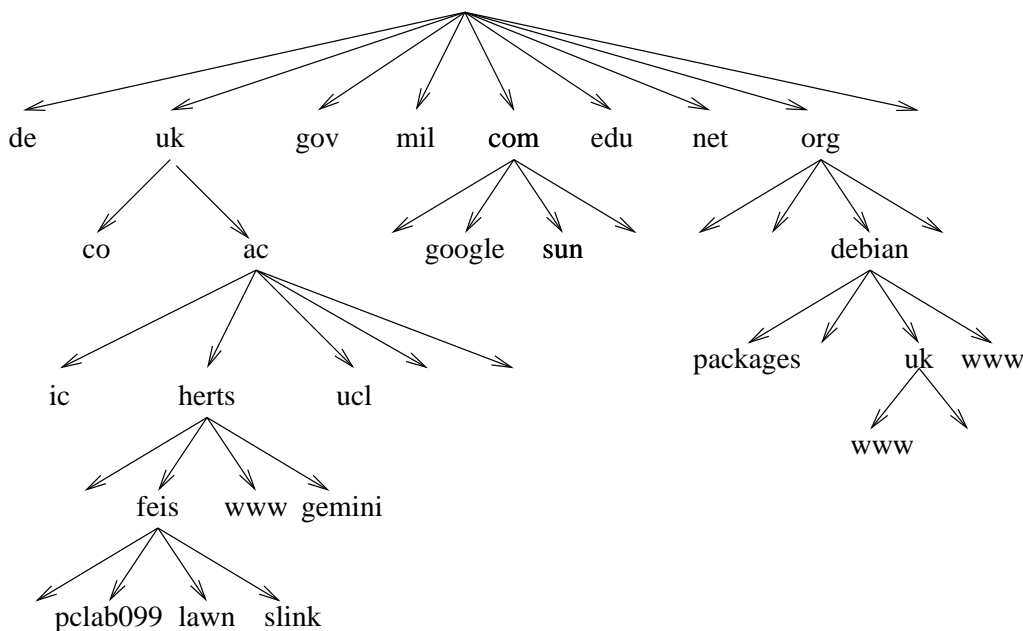 de uk gov mil com edu net org
co ac google sun debian
packages uk www
ic herts ucl
www
feis www gemini
pclab099 lawn slink